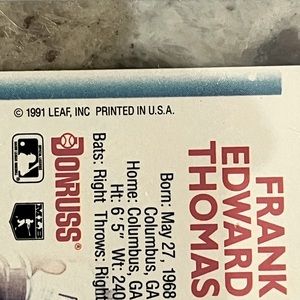 © 1991 LEAF, INC PRINTED IN U.S.A.
FRANK
EDWARD
THOMAS
DONRUSS®
Born: May 27, 1968
Columbus, GA
Home: Columbus, GA
Ht: 6' 5" Wt: 240
Bats: Right Throws: Right